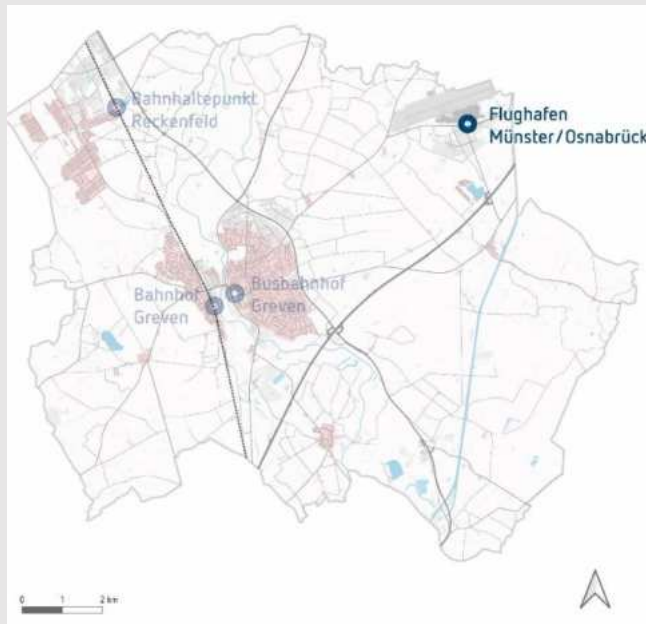 Bahnhaltepunkt
Reckenfeld
Flughafen
Münster/Osnabrück
Bahnhof
Greven
Busbahnhof
Greven
0 1 2 km